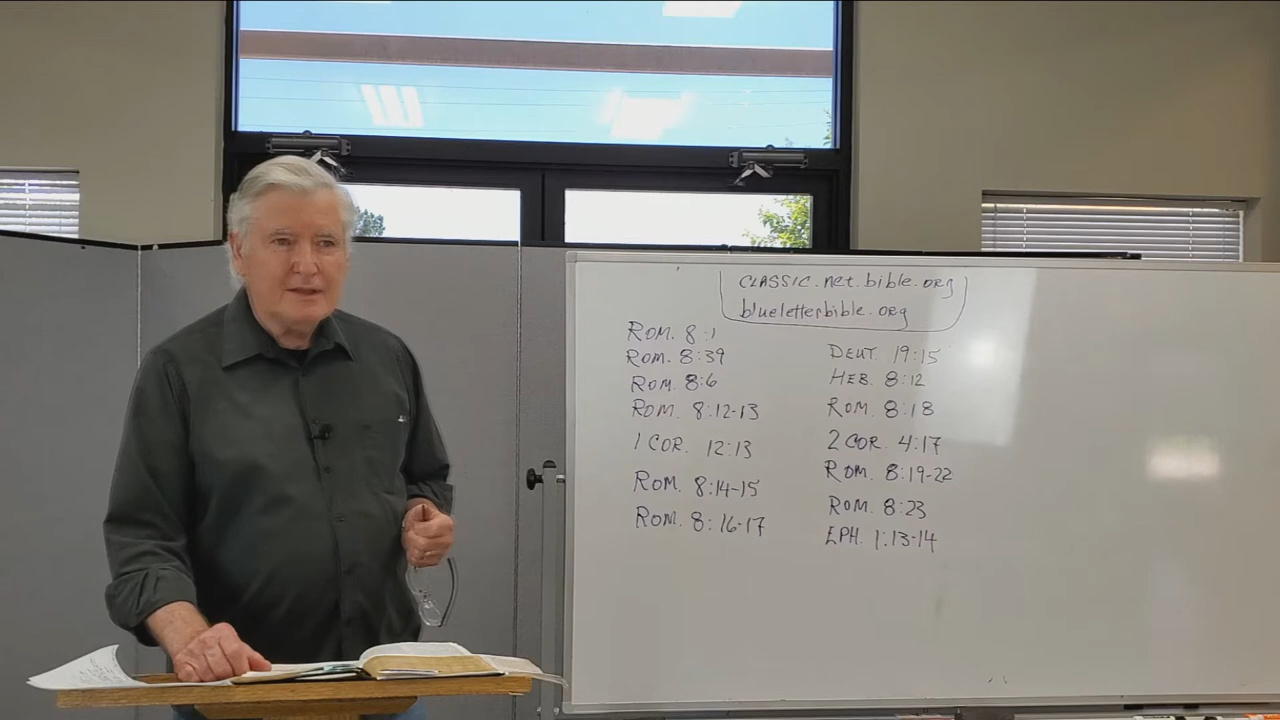 CLASSIC.net.bible.org
blueletterbible.org
ROM. 8:1
ROM. 8:39
ROM. 8:6
ROM. 8:12-13
1 COR. 12:13
ROM. 8:14-15
ROM. 8:16-17
DEUT. 19:15
HEB. 8:12
ROM. 8:18
2 COR. 4:17
ROM. 8:19-22
ROM. 8:23
EPH. 1:13-14